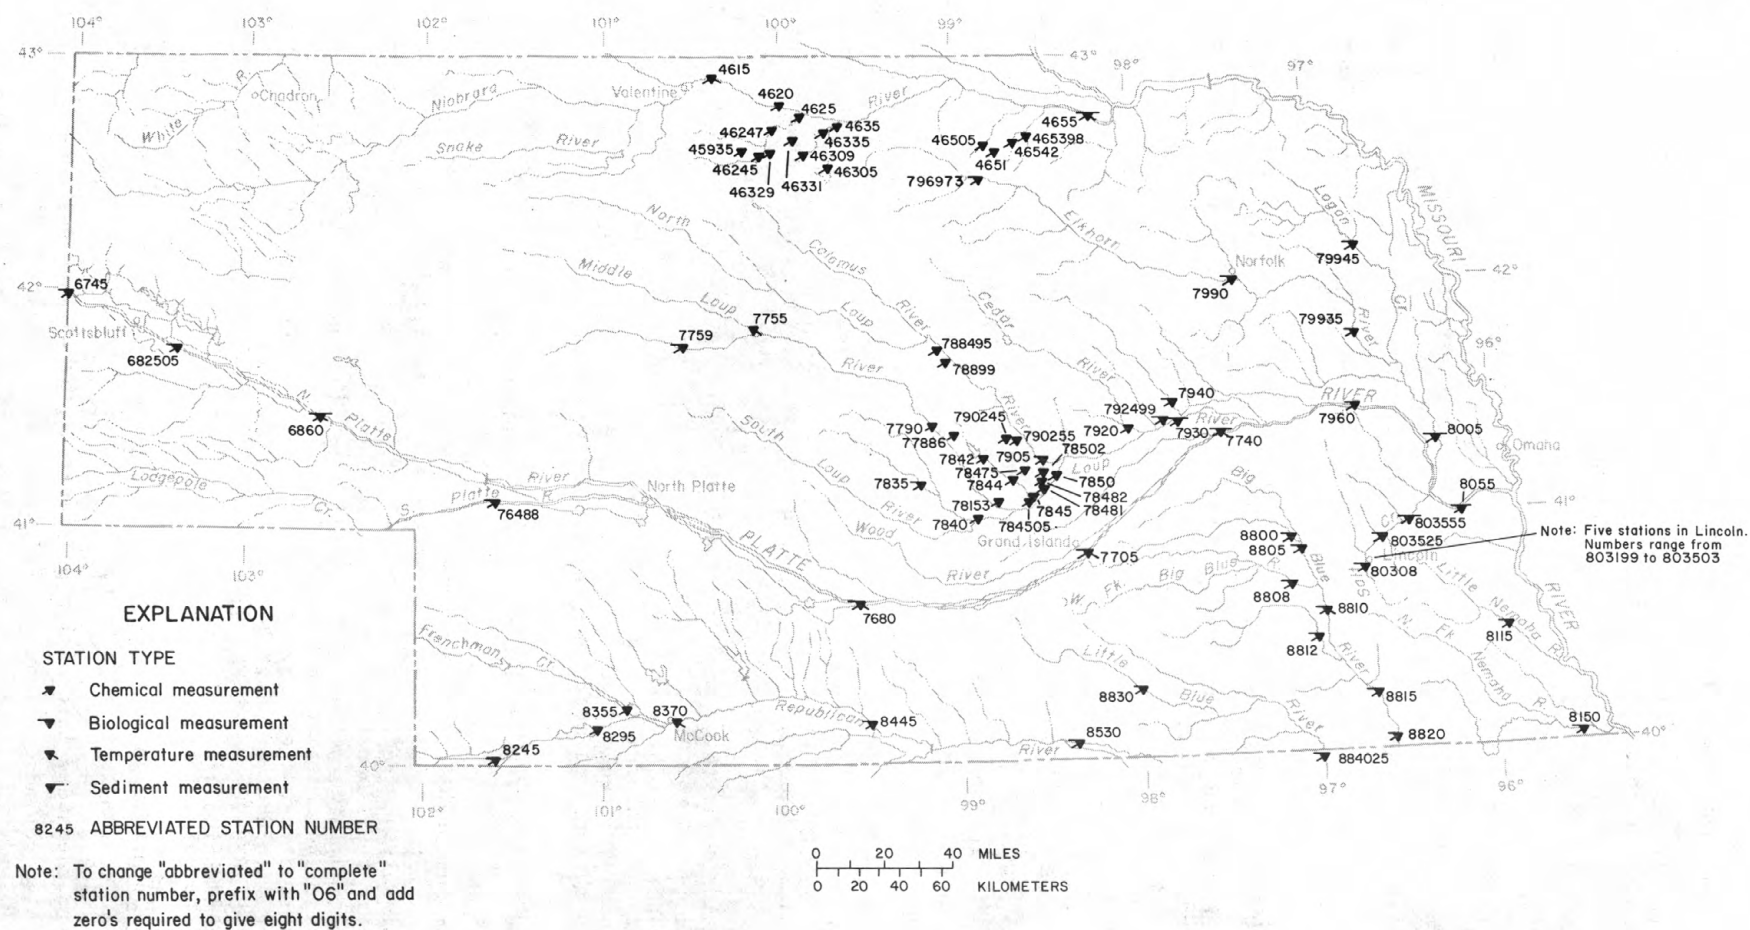 104° 103° 102° 101° 100° 99°
43° 43° 98° 97°
White R. Chadron Niobrara Valentine River
Snake River
4615
4620
4625
4635
46247
46335
45935
46309
46245
46305
46329 46331
4655
46505 465398
46542
4651
796973
Elkhorn
Logan Cr.
MISSOURI
Norfolk
79945
42°
7990
79935
River
96°
42° 6745
Scottsbluff
682505
N. Platte
6860
Lodgepole Cr.
River
S. Platte R.
North Platte
76488
41°
North
Middle
Loup
Loup
Calamus
River
Cedar
River
7755
7759
788495
78899
River
River
South
Loup
River
790245
7790
77886
790255
7842 7905 78502
78475
7850
7835 7844
78482
78153 7845 78481
7840 784505
Loup
River
792499 7940
7920
7930 7740
RIVER
7960
8005
Omaha
8055
41°
Wood
River
Grand Island
7705
PLATTE
7680
Big
Blue
River
8800
8805
W. Fk. Big Blue R.
8808
803555
803525
Lincoln
80308
Note: Five stations in Lincoln.
Numbers range from
803199 to 803503
8810
8812
Little Nemaha R.
8115
RIVER
N. Fk.
Nemaha R.
8150
40°
Little Blue River
8830
8815
8820
884025
8530
Republican River
8445
Frenchman Cr.
8355 8370
8295 McCook
8245
40°
104° 103°
102° 101° 100° 99° 98° 97° 96°
EXPLANATION
STATION TYPE
Chemical measurement
Biological measurement
Temperature measurement
Sediment measurement
8245 ABBREVIATED STATION NUMBER
Note: To change "abbreviated" to "complete"
station number, prefix with "06" and add
zero's required to give eight digits.
0 20 40 MILES
0 20 40 60 KILOMETERS